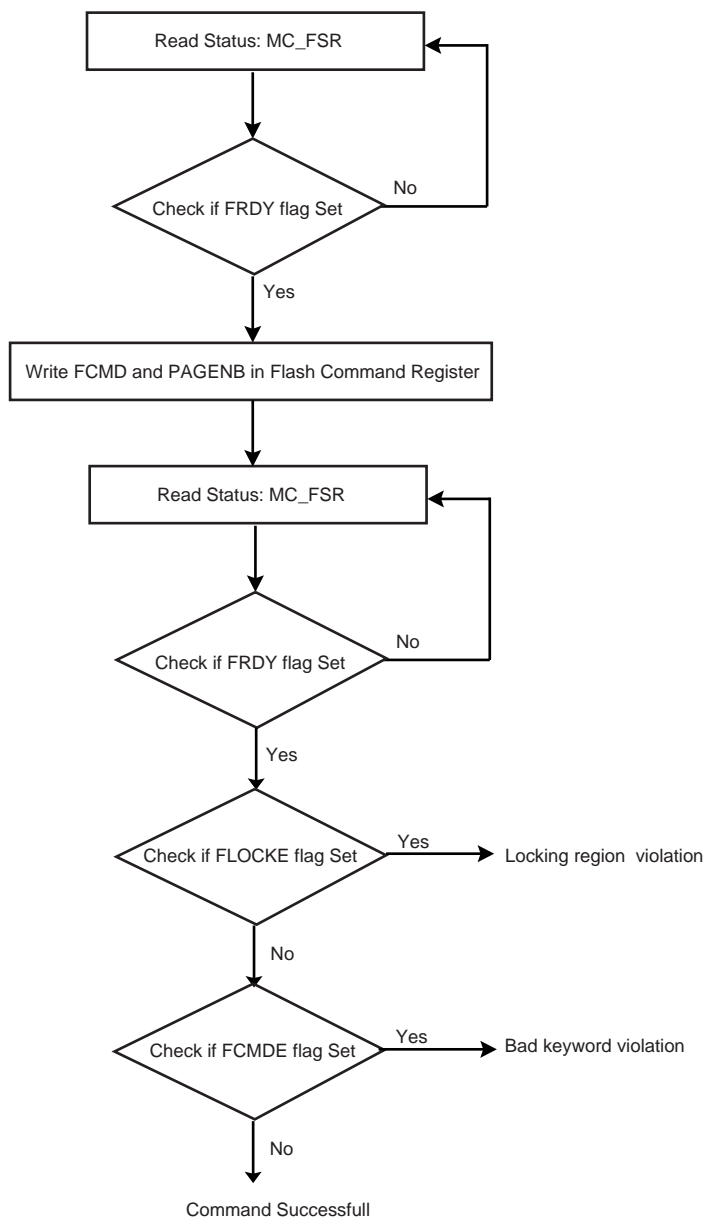 Read Status: MC_FSR
No
Check if FRDY flag Set
Yes
Write FCMD and PAGENB in Flash Command Register
Read Status: MC_FSR
No
Check if FRDY flag Set
Yes
Check if FLOCKE flag Set
Yes
Locking region violation
No
Check if FCMDE flag Set
Yes
Bad keyword violation
No
Command Successfull